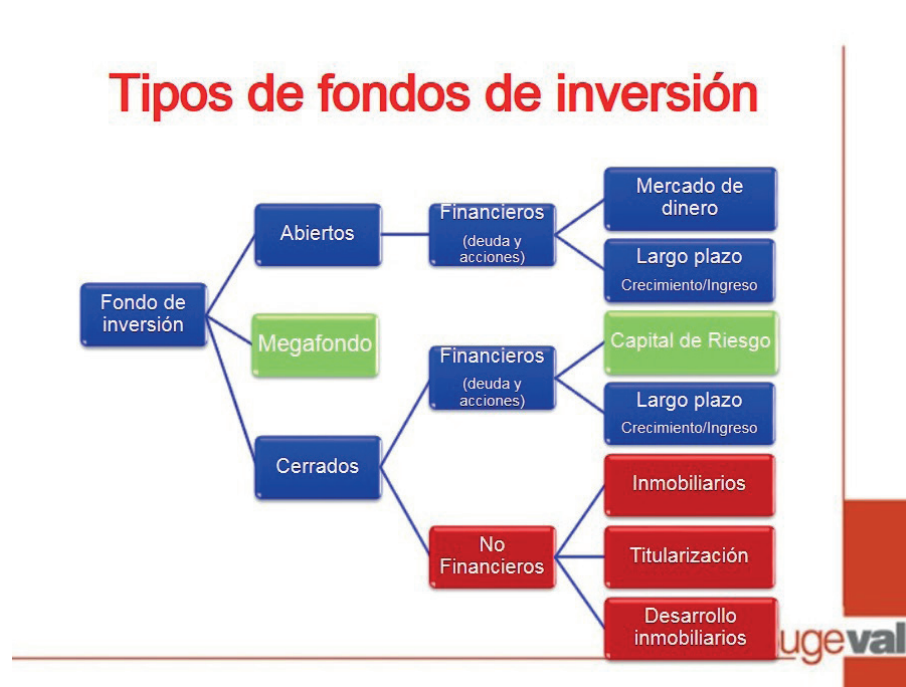 Tipos de fondos de inversión
Fondo de
inversión
Abiertos
Megafondo
Cerrados
Financieros
(deuda y
acciones)
Mercado de
dinero
Largo plazo
Crecimiento/Ingreso
Financieros
(deuda y
acciones)
Capital de Riesgo
Largo plazo
Crecimiento/Ingreso
No
Financieros
Inmobiliarios
Titularización
Desarrollo
inmobiliarios
ugeval